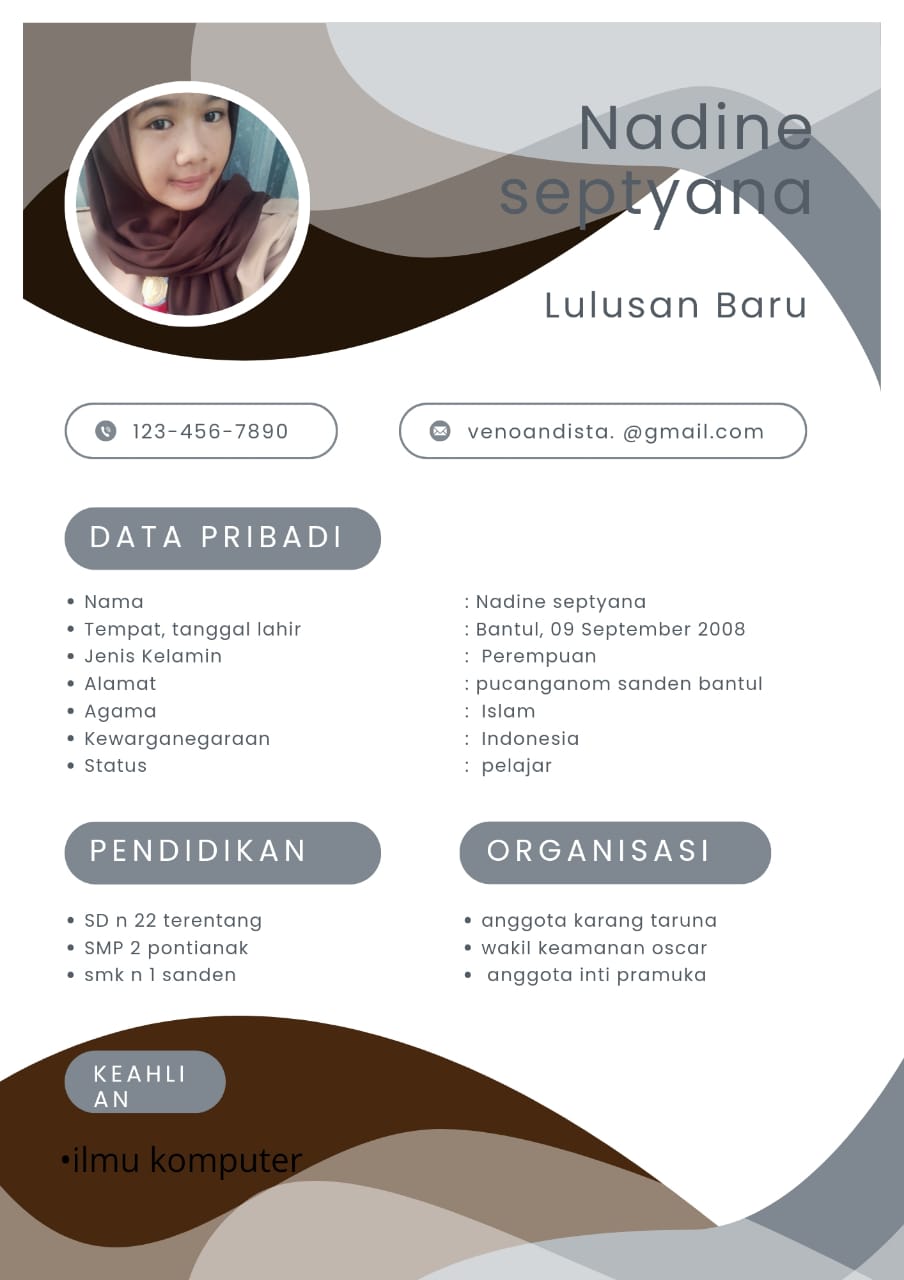 Nadine
septyana
Lulusan Baru
123-456-7890
venoandista. @gmail.com
DATA PRIBADI
• Nama : Nadine septyana
• Tempat, tanggal lahir : Bantul, 09 September 2008
• Jenis Kelamin : Perempuan
• Alamat : pucanganom sanden bantul
• Agama : Islam
• Kewarganegaraan : Indonesia
• Status : pelajar
PENDIDIKAN
• SD n 22 terentang
• SMP 2 pontianak
• smk n 1 sanden
ORGANISASI
• anggota karang taruna
• wakil keamanan oscar
• anggota inti pramuka
KEAHLI
AN
•ilmu komputer